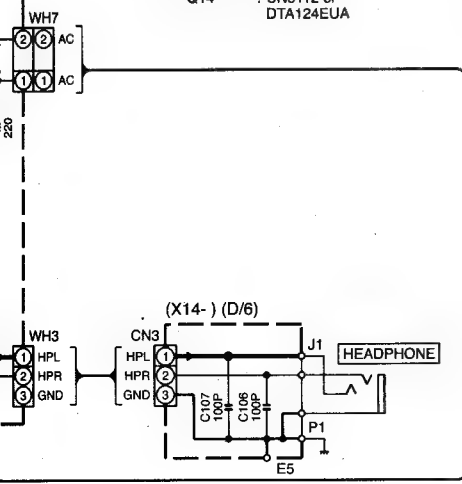 Q14 : UN5112 or
DTA124EUA
WH7
2 2 AC
1 1 AC
220
(X14- ) (D/6)
WH3
CN3
1 HPL
HPL 1
2 HPR
HPR 2
3 GND
GND 3
J1
HEADPHONE
C107
100P
C106
100P
P1
E5